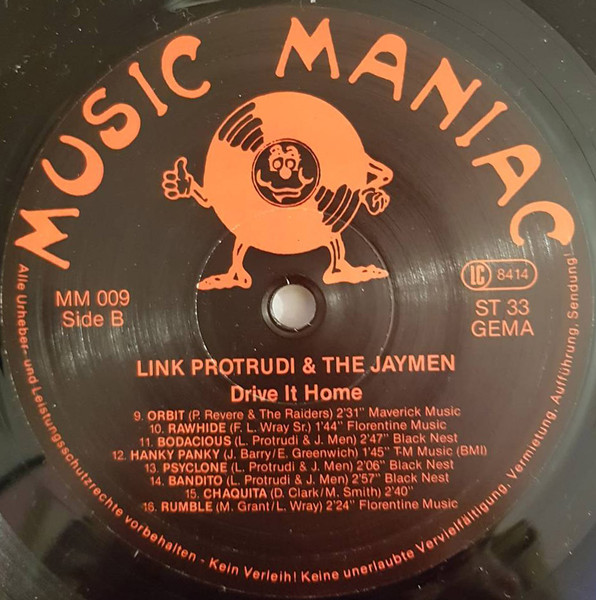 MUSIC MANIAC
MM 009
Side B
LC 8414
ST 33
GEMA
LINK PROTRUDI & THE JAYMEN
Drive It Home
9. ORBIT (P. Revere & The Raiders) 2'31" Maverick Music
10. RAWHIDE (F. L. Wray Sr.) 1'44" Florentine Music
11. BODACIOUS (L. Protrudi & J. Men) 2'47" Black Nest
12. HANKY PANKY (J. Barry/E. Greenwich) 1'45" T-M Music (BMI)
13. PSYCLONE (L. Protrudi & J. Men) 2'06" Black Nest
14. BANDITO (L. Protrudi & J. Men) 2'57" Black Nest
15. CHAQUITA (D. Clark/M. Smith) 2'40"
16. RUMBLE (M. Grant/L. Wray) 2'24" Florentine Music
Alle Urheber- und Leistungsschutzrechte vorbehalten - Kein Verleih! Keine unerlaubte Vervielfältigung, Vermietung, Aufführung, Sendung!